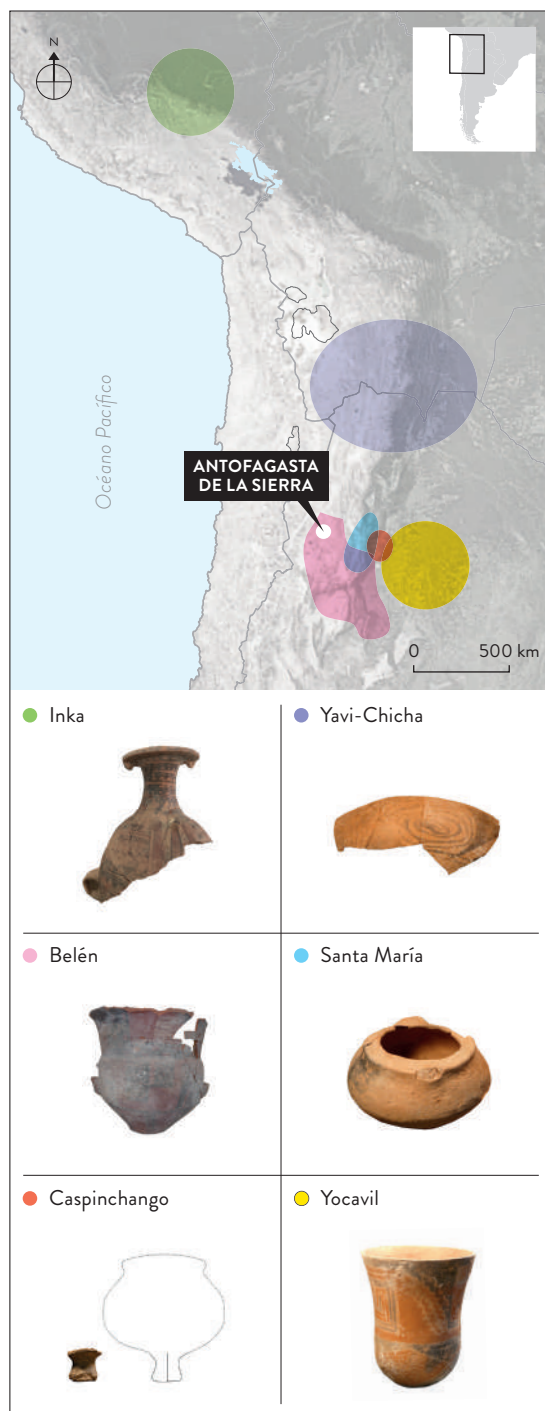 N
Océano Pacífico
ANTOFAGASTA
DE LA SIERRA
0 500 km
Inka
Yavi-Chicha
Belén
Santa María
Caspinchango
Yocavil